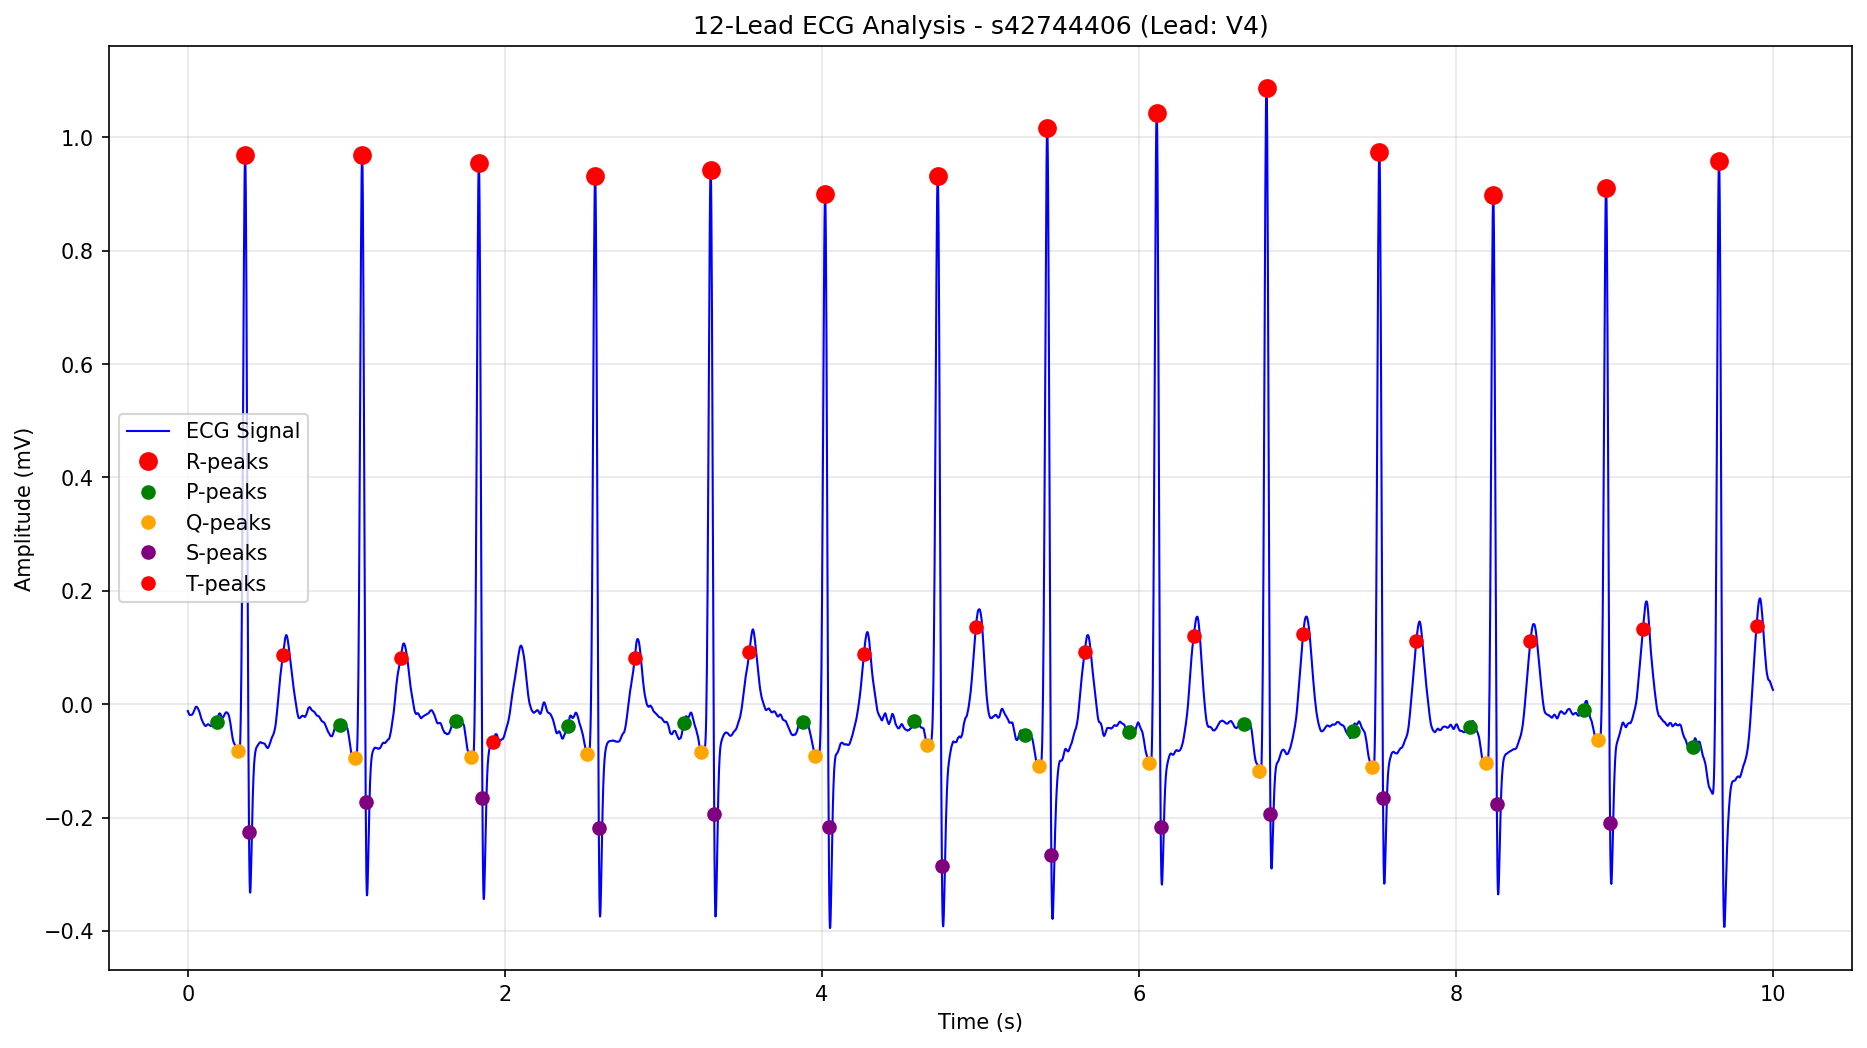 12-Lead ECG Analysis - s42744406 (Lead: V4)
Amplitude (mV)
1.0
0.8
0.6
0.4
0.2
0.0
−0.2
−0.4
ECG Signal
R-peaks
P-peaks
Q-peaks
S-peaks
T-peaks
0 2 4 6 8 10
Time (s)